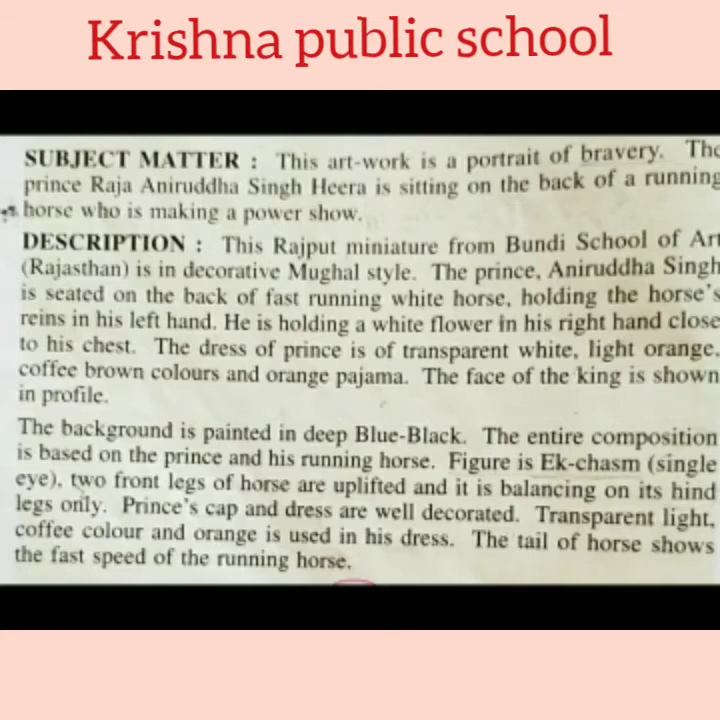 Krishna public school
SUBJECT MATTER : This art-work is a portrait of bravery. The
prince Raja Aniruddha Singh Heera is sitting on the back of a running
horse who is making a power show.
DESCRIPTION : This Rajput miniature from Bundi School of Art
(Rajasthan) is in decorative Mughal style. The prince, Aniruddha Singh
is seated on the back of fast running white horse, holding the horse's
reins in his left hand. He is holding a white flower in his right hand close
to his chest. The dress of prince is of transparent white, light orange,
coffee brown colours and orange pajama. The face of the king is shown
in profile.
The background is painted in deep Blue-Black. The entire composition
is based on the prince and his running horse. Figure is Ek-chasm (single
eye), two front legs of horse are uplifted and it is balancing on its hind
legs only. Prince's cap and dress are well decorated. Transparent light,
coffee colour and orange is used in his dress. The tail of horse shows
the fast speed of the running horse.